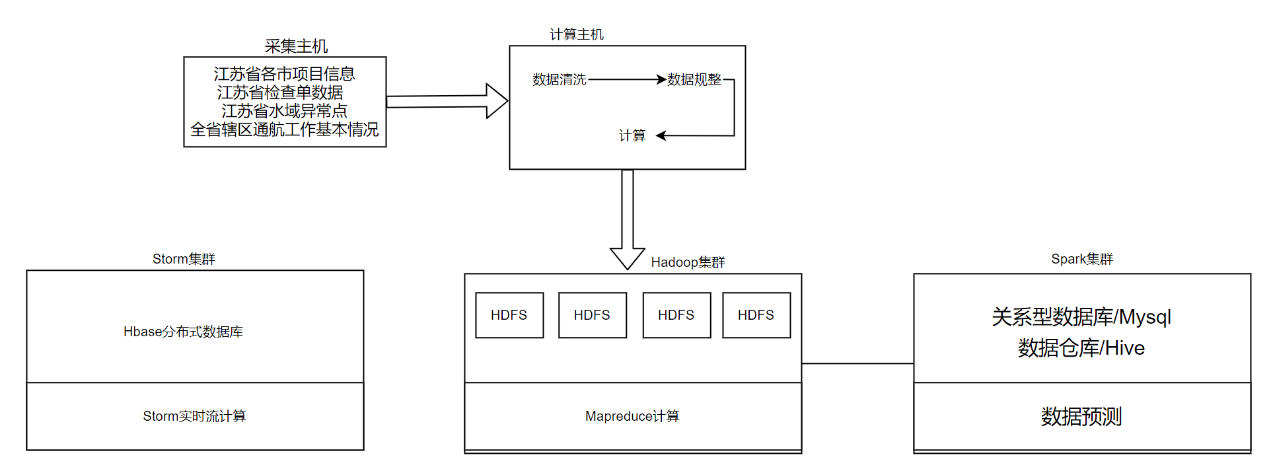 采集主机
江苏省各市项目信息
江苏省检查单数据
江苏省水域异常点
全省辖区通航工作基本情况
计算主机
数据清洗
数据规整
计算
Storm集群
Hbase分布式数据库
Storm实时流计算
Hadoop集群
HDFS
HDFS
HDFS
HDFS
Mapreduce计算
Spark集群
关系型数据库/Mysql
数据仓库/Hive
数据预测